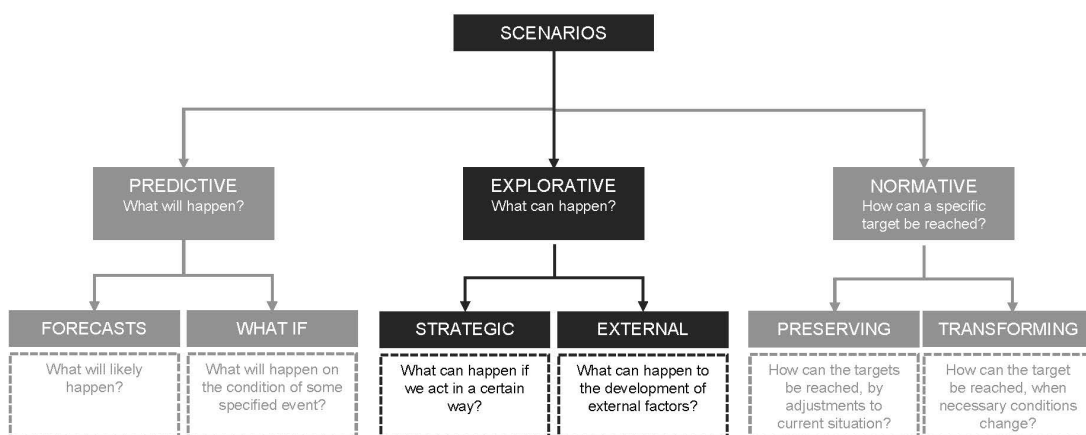 SCENARIOS
PREDICTIVE
What will happen?
EXPLORATIVE
What can happen?
NORMATIVE
How can a specific
target be reached?
FORECASTS
What will likely
happen?
WHAT IF
What will happen on
the condition of some
specified event?
STRATEGIC
What can happen if
we act in a certain
way?
EXTERNAL
What can happen to
the development of
external factors?
PRESERVING
How can the targets
be reached, by
adjustments to
current situation?
TRANSFORMING
How can the target
be reached, when
necessary conditions
change?